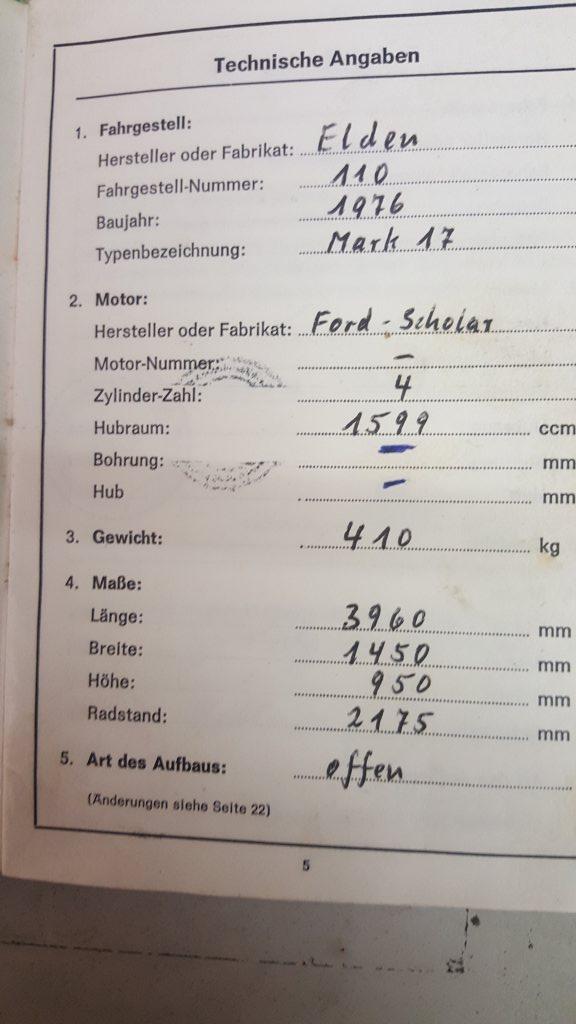 Technische Angaben
1. Fahrgestell:
Hersteller oder Fabrikat: Elden
Fahrgestell-Nummer: 110
Baujahr: 1976
Typenbezeichnung: Mark 17
2. Motor:
Hersteller oder Fabrikat: Ford - Scholar
Motor-Nummer: –
Zylinder-Zahl: 4
Hubraum: 1599 ccm
Bohrung: – mm
Hub – mm
3. Gewicht: 410 kg
4. Maße:
Länge: 3960 mm
Breite: 1450 mm
Höhe: 950 mm
Radstand: 2175 mm
5. Art des Aufbaus: offen
(Änderungen siehe Seite 22)
5